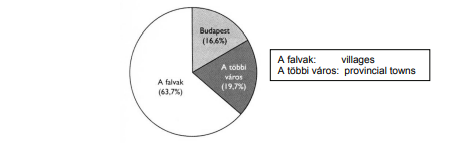 Budapest
(16,6%)
A többi
város
(19,7%)
A falvak
(63,7%)
A falvak: villages
A többi város: provincial towns